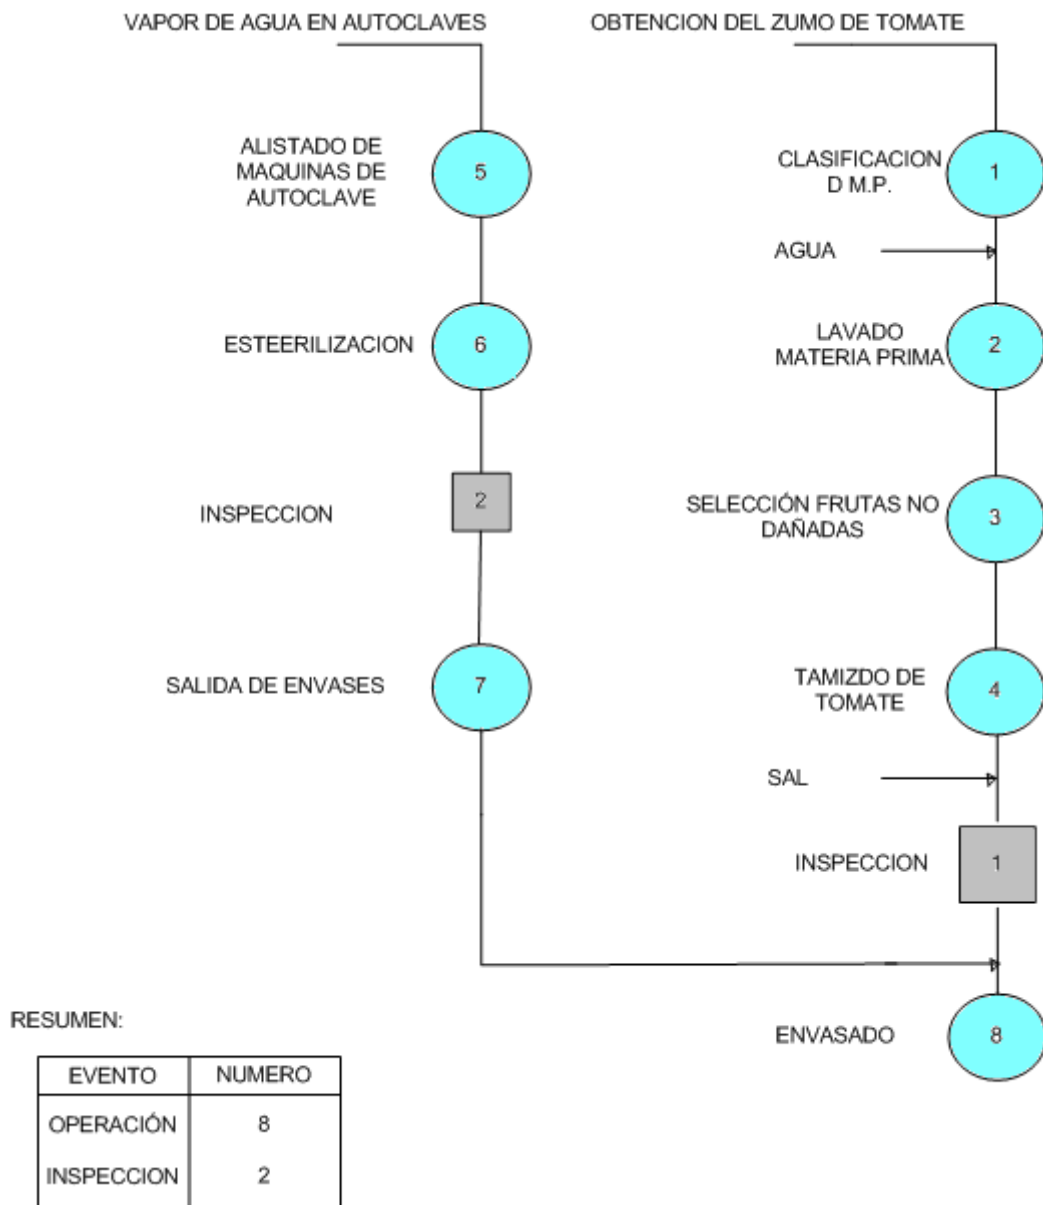 VAPOR DE AGUA EN AUTOCLAVES
OBTENCION DEL ZUMO DE TOMATE
ALISTADO DE
MAQUINAS DE
AUTOCLAVE
5
CLASIFICACION
D M.P.
1
AGUA
ESTEERILIZACION
6
LAVADO
MATERIA PRIMA
2
INSPECCION
2
SELECCIÓN FRUTAS NO
DAÑADAS
3
SALIDA DE ENVASES
7
TAMIZDO DE
TOMATE
4
SAL
INSPECCION
1
ENVASADO
8
RESUMEN:
EVENTO NUMERO
OPERACIÓN 8
INSPECCION 2